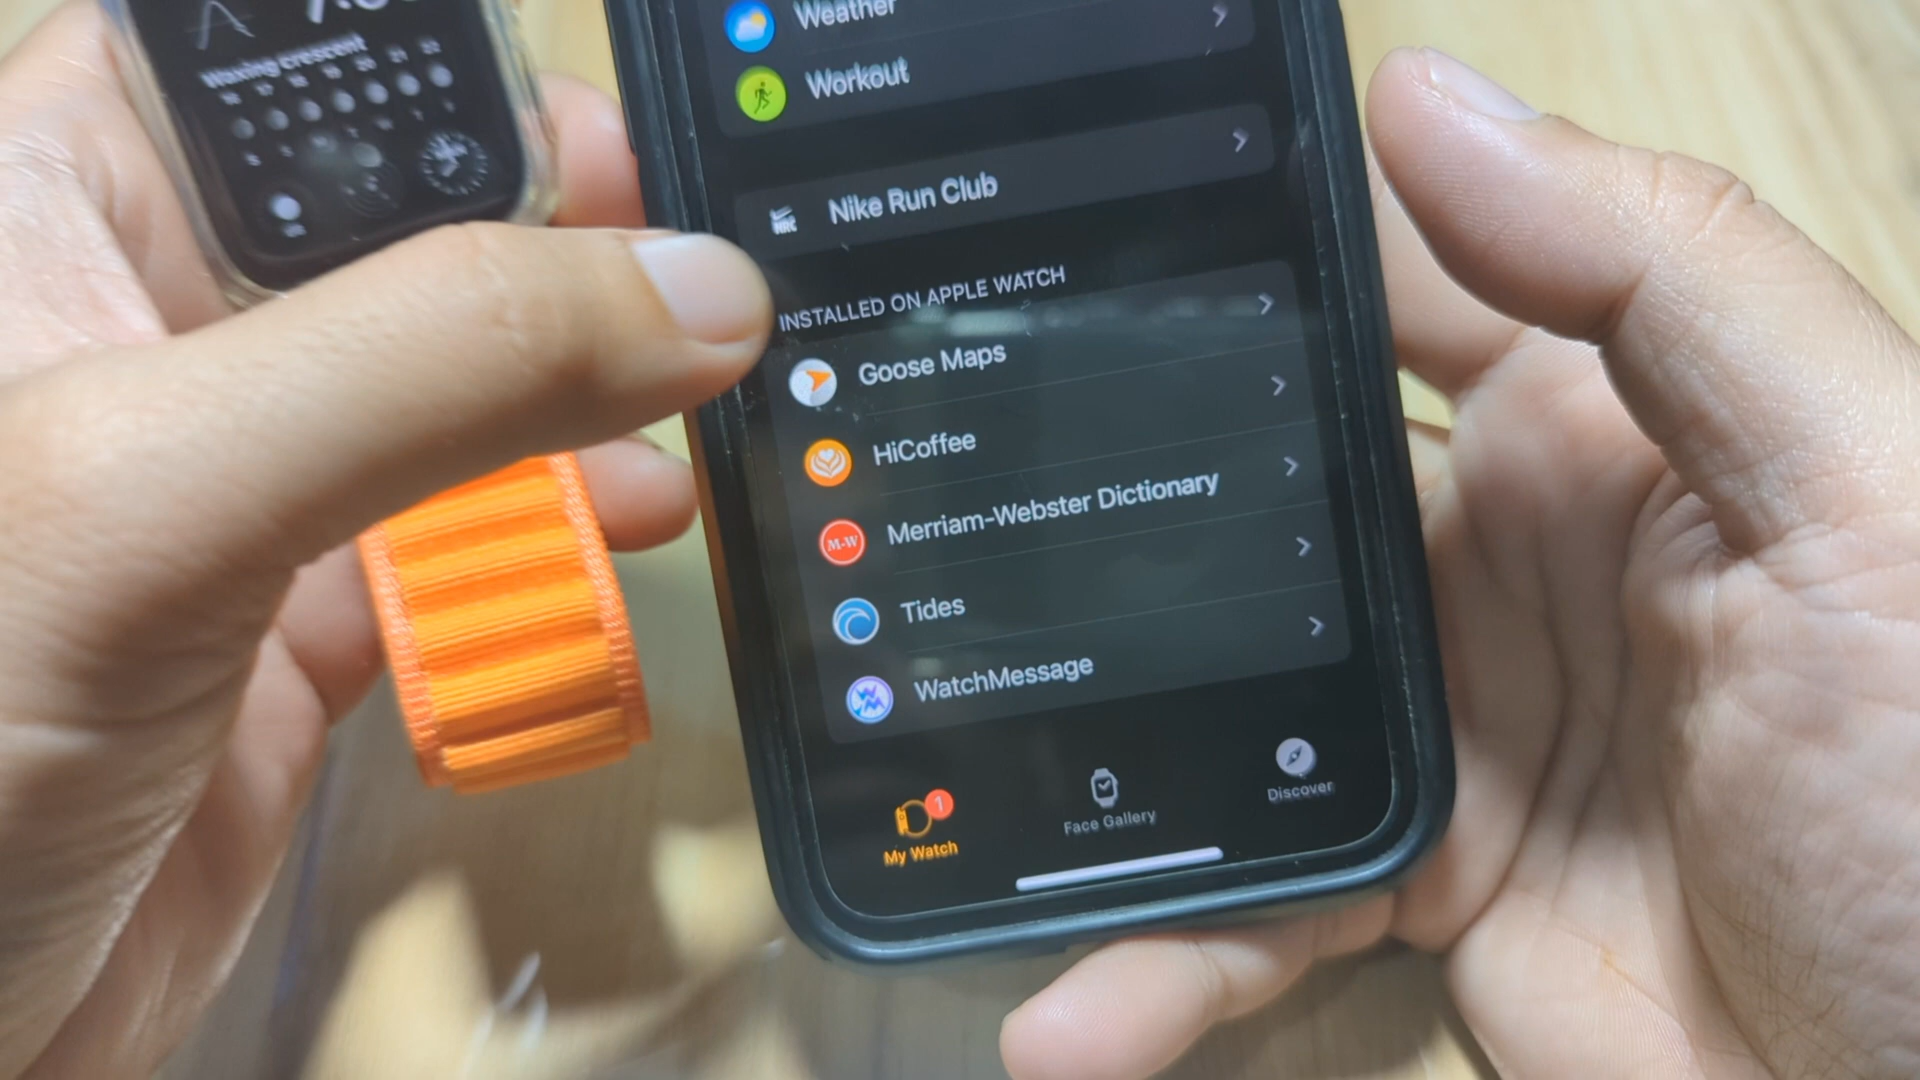 Waxing crescent
Weather
Workout
NRC
Nike Run Club
INSTALLED ON APPLE WATCH
Goose Maps
HiCoffee
M-W
Merriam-Webster Dictionary
Tides
WatchMessage
1
My Watch
Face Gallery
Discover